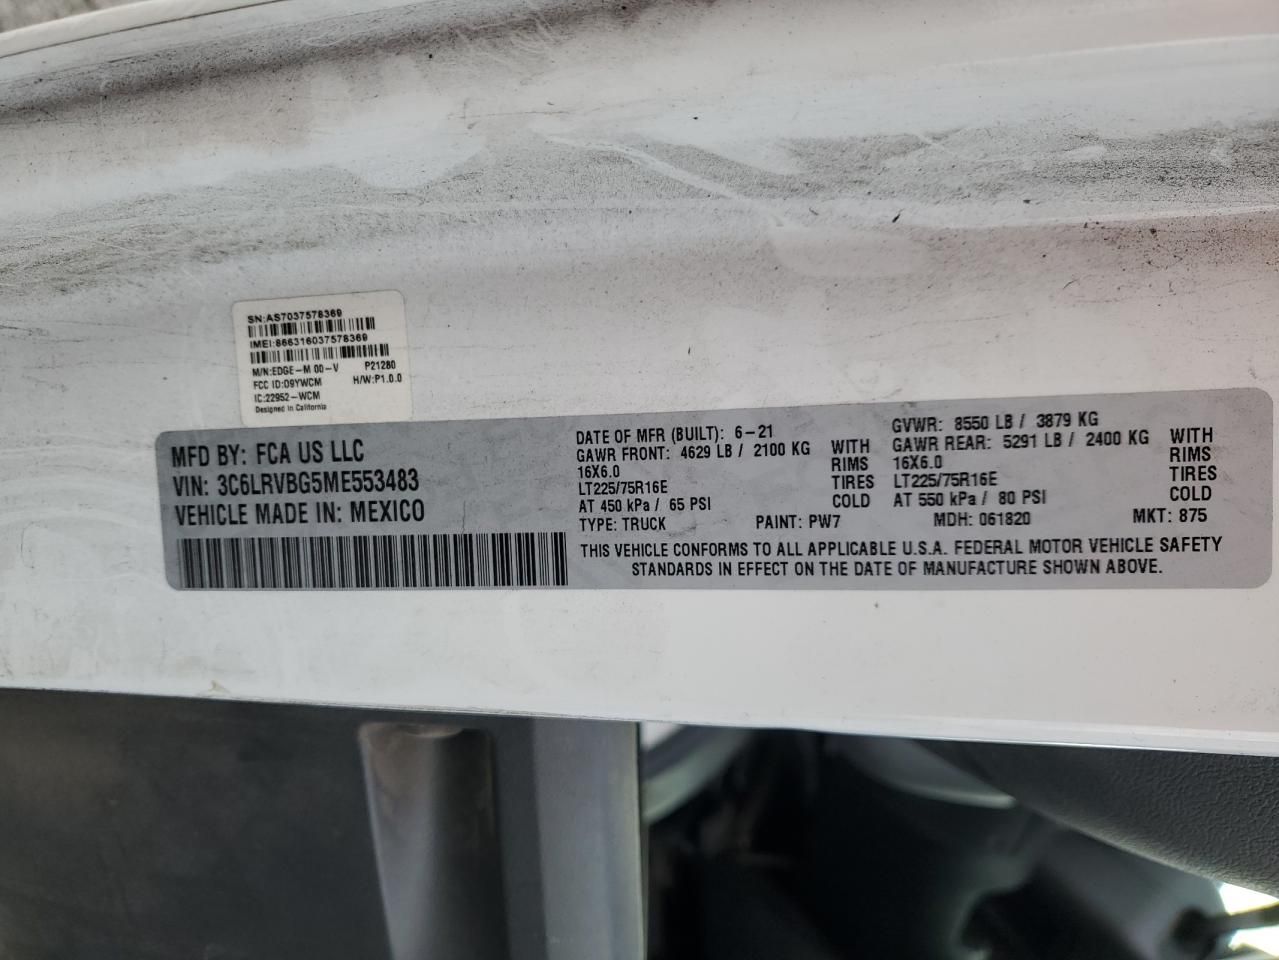 SN:AS7037578369
IMEI:866316037578369
M/N:EDGE-M 00-V P21280
FCC ID:09YWCM H/W:P1.0.0
IC:22952-WCM
Designed in California
MFD BY: FCA US LLC
VIN: 3C6LRVBG5ME553483
VEHICLE MADE IN: MEXICO
DATE OF MFR (BUILT): 6-21 GVWR: 8550 LB / 3879 KG
GAWR FRONT: 4629 LB / 2100 KG WITH GAWR REAR: 5291 LB / 2400 KG WITH
16X6.0 RIMS 16X6.0 RIMS
LT225/75R16E TIRES LT225/75R16E TIRES
AT 450 kPa / 65 PSI COLD AT 550 kPa / 80 PSI COLD
TYPE: TRUCK PAINT: PW7 MDH: 061820 MKT: 875
THIS VEHICLE CONFORMS TO ALL APPLICABLE U.S.A. FEDERAL MOTOR VEHICLE SAFETY
STANDARDS IN EFFECT ON THE DATE OF MANUFACTURE SHOWN ABOVE.